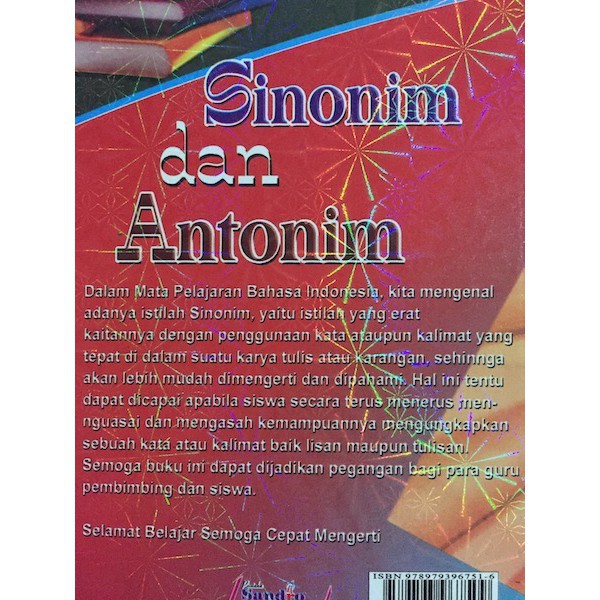 Sinonim
dan
Antonim
Dalam Mata Pelajaran Bahasa Indonesia, kita mengenal
adanya istilah Sinonim, yaitu istilah yang erat
kaitannya dengan penggunaan kata ataupun kalimat yang
tepat di dalam suatu karya tulis atau karangan, sehinnga
akan lebih mudah dimengerti dan dipahami. Hal ini tentu
dapat dicapai apabila siswa secara terus menerus men-
nguasai dan mengasah kemampuannya mengungkapkan
sebuah kata atau kalimat baik lisan maupun tulisan.
Semoga buku ini dapat dijadikan pegangan bagi para guru
pembimbing dan siswa.
Selamat Belajar Semoga Cepat Mengerti
ISBN 978979396751-6
Sandro